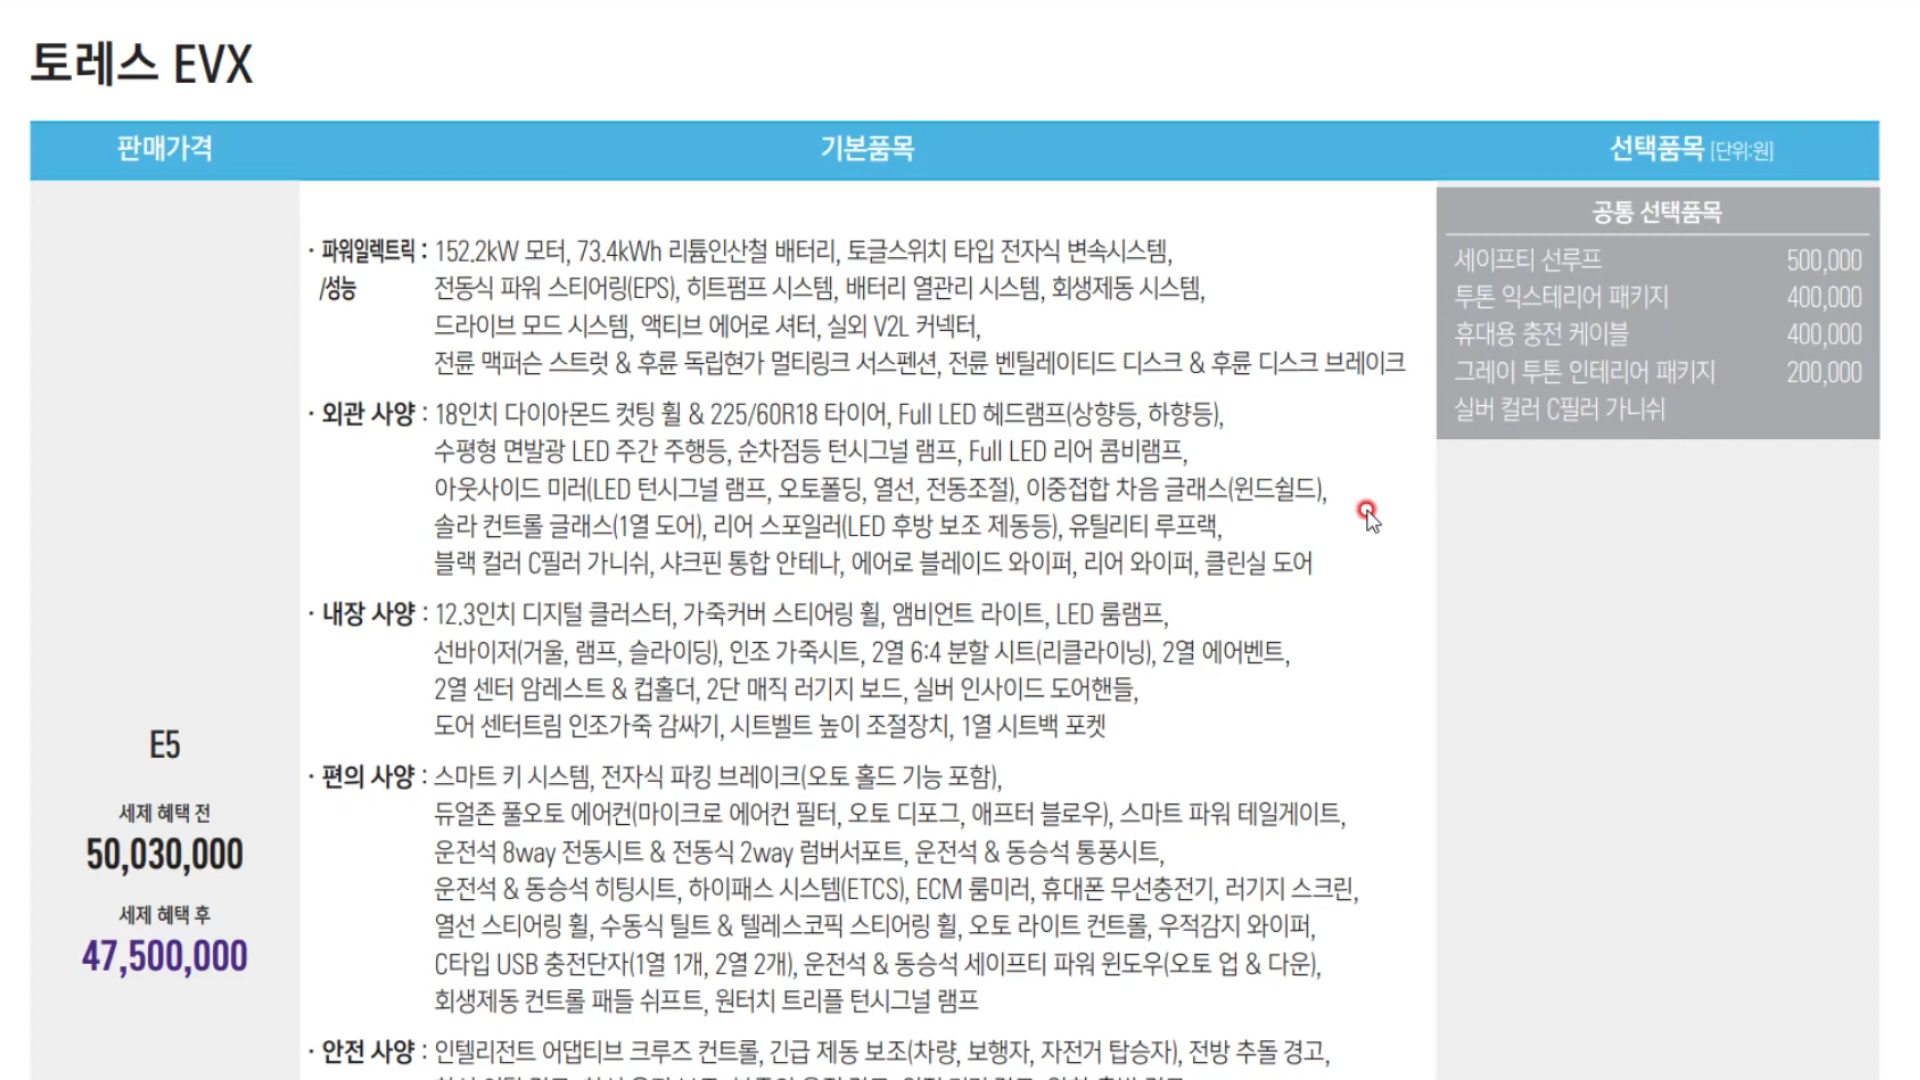 토레스 EVX
판매가격
기본품목
선택품목 [단위:원]
E5
세제 혜택 전
50,030,000
세제 혜택 후
47,500,000
· 파워일렉트릭 : 152.2kW 모터, 73.4kWh 리튬인산철 배터리, 토글스위치 타입 전자식 변속시스템,
/성능 전동식 파워 스티어링(EPS), 히트펌프 시스템, 배터리 열관리 시스템, 회생제동 시스템,
드라이브 모드 시스템, 액티브 에어로 셔터, 실외 V2L 커넥터,
전륜 맥퍼슨 스트럿 & 후륜 독립현가 멀티링크 서스펜션, 전륜 벤틸레이티드 디스크 & 후륜 디스크 브레이크
· 외관 사양 : 18인치 다이아몬드 컷팅 휠 & 225/60R18 타이어, Full LED 헤드램프(상향등, 하향등),
수평형 면발광 LED 주간 주행등, 순차점등 턴시그널 램프, Full LED 리어 콤비램프,
아웃사이드 미러(LED 턴시그널 램프, 오토폴딩, 열선, 전동조절), 이중접합 차음 글래스(윈드쉴드),
솔라 컨트롤 글래스(1열 도어), 리어 스포일러(LED 후방 보조 제동등), 유틸리티 루프랙,
블랙 컬러 C필러 가니쉬, 샤크핀 통합 안테나, 에어로 블레이드 와이퍼, 리어 와이퍼, 클린실 도어
· 내장 사양 : 12.3인치 디지털 클러스터, 가죽커버 스티어링 휠, 앰비언트 라이트, LED 룸램프,
선바이저(거울, 램프, 슬라이딩), 인조 가죽시트, 2열 6:4 분할 시트(리클라이닝), 2열 에어벤트,
2열 센터 암레스트 & 컵홀더, 2단 매직 러기지 보드, 실버 인사이드 도어핸들,
도어 센터트림 인조가죽 감싸기, 시트벨트 높이 조절장치, 1열 시트백 포켓
· 편의 사양 : 스마트 키 시스템, 전자식 파킹 브레이크(오토 홀드 기능 포함),
듀얼존 풀오토 에어컨(마이크로 에어컨 필터, 오토 디포그, 애프터 블로우), 스마트 파워 테일게이트,
운전석 8way 전동시트 & 전동식 2way 럼버서포트, 운전석 & 동승석 통풍시트,
운전석 & 동승석 히팅시트, 하이패스 시스템(ETCS), ECM 룸미러, 휴대폰 무선충전기, 러기지 스크린,
열선 스티어링 휠, 수동식 틸트 & 텔레스코픽 스티어링 휠, 오토 라이트 컨트롤, 우적감지 와이퍼,
C타입 USB 충전단자(1열 1개, 2열 2개), 운전석 & 동승석 세이프티 파워 윈도우(오토 업 & 다운),
회생제동 컨트롤 패들 쉬프트, 원터치 트리플 턴시그널 램프
· 안전 사양 : 인텔리전트 어댑티브 크루즈 컨트롤, 긴급 제동 보조(차량, 보행자, 자전거 탑승자), 전방 추돌 경고,
공통 선택품목
세이프티 선루프 500,000
투톤 익스테리어 패키지 400,000
휴대용 충전 케이블 400,000
그레이 투톤 인테리어 패키지 200,000
실버 컬러 C필러 가니쉬